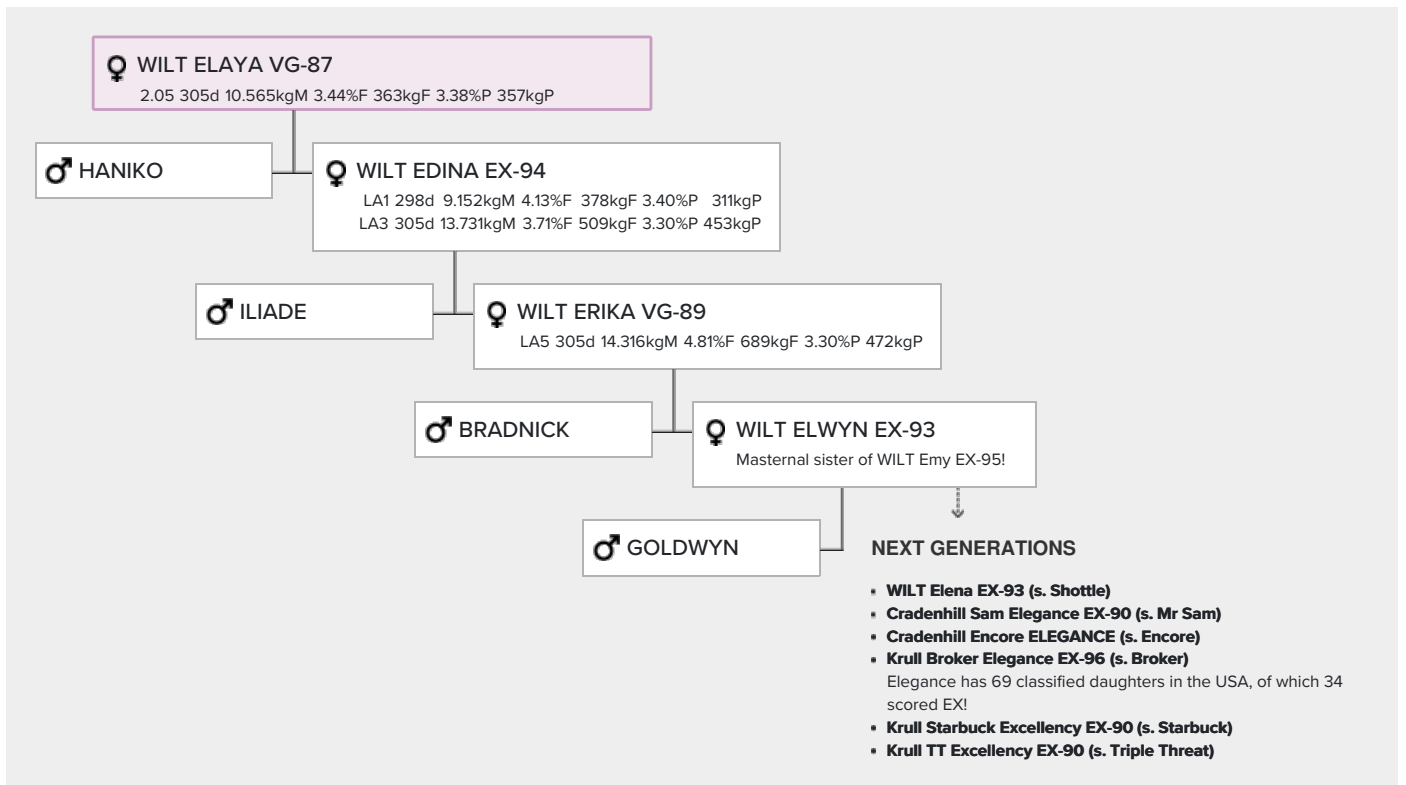 WILT ELAYA VG-87
2.05 305d 10.565kgM 3.44%F 363kgF 3.38%P 357kgP
HANIKO
WILT EDINA EX-94
LA1 298d 9.152kgM 4.13%F 378kgF 3.40%P 311kgP
LA3 305d 13.731kgM 3.71%F 509kgF 3.30%P 453kgP
ILIADE
WILT ERIKA VG-89
LA5 305d 14.316kgM 4.81%F 689kgF 3.30%P 472kgP
BRADNICK
WILT ELWYN EX-93
Masternal sister of WILT Emy EX-95!
GOLDWYN
NEXT GENERATIONS
WILT Elena EX-93 (s. Shottle)
Cradenhill Sam Elegance EX-90 (s. Mr Sam)
Cradenhill Encore ELEGANCE (s. Encore)
Krull Broker Elegance EX-96 (s. Broker)
Elegance has 69 classified daughters in the USA, of which 34
scored EX!
Krull Starbuck Excellency EX-90 (s. Starbuck)
Krull TT Excellency EX-90 (s. Triple Threat)